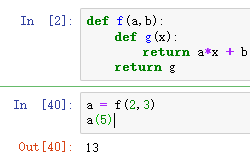 In [2]: def f(a,b):
def g(x):
return a*x + b
return g
In [40]: a = f(2,3)
a(5)
Out[40]: 13